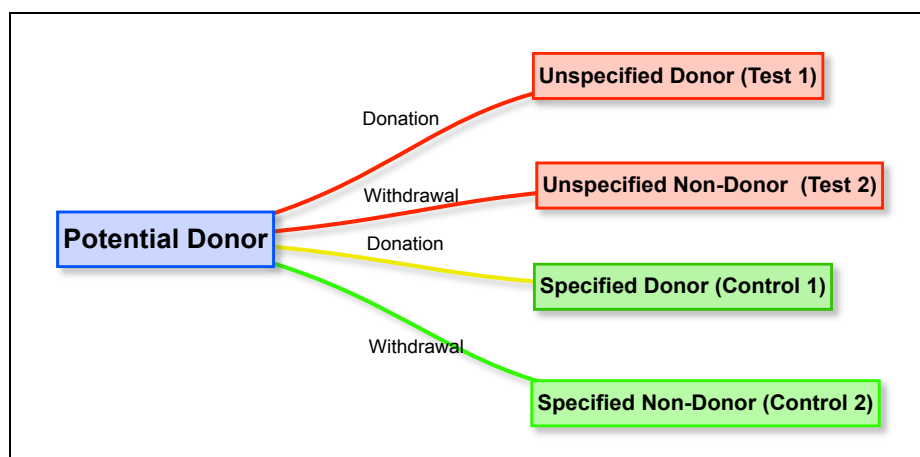 Unspecified Donor (Test 1)
Donation
Unspecified Non-Donor (Test 2)
Withdrawal
Potential Donor
Donation
Specified Donor (Control 1)
Withdrawal
Specified Non-Donor (Control 2)